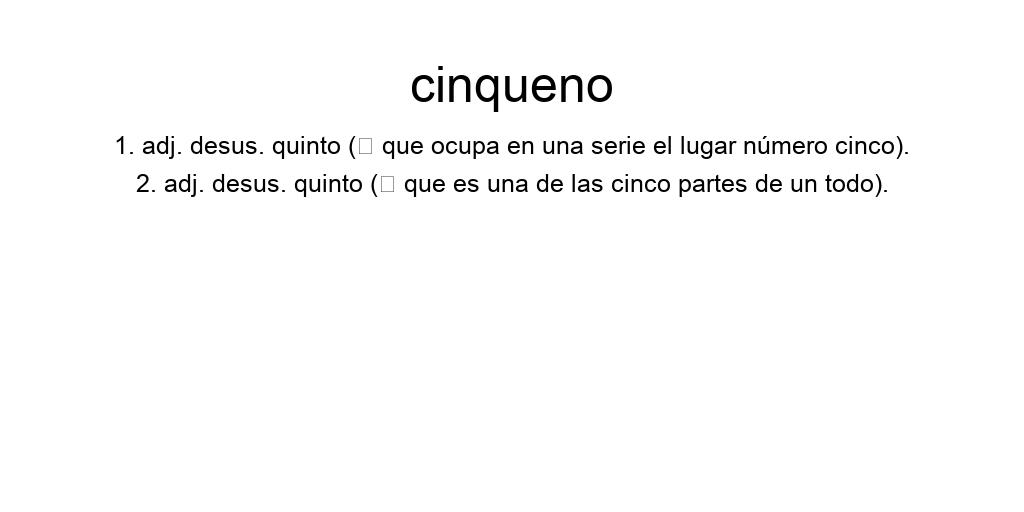 cinqueno
1. adj. desus. quinto (▯ que ocupa en una serie el lugar número cinco).
2. adj. desus. quinto (▯ que es una de las cinco partes de un todo).